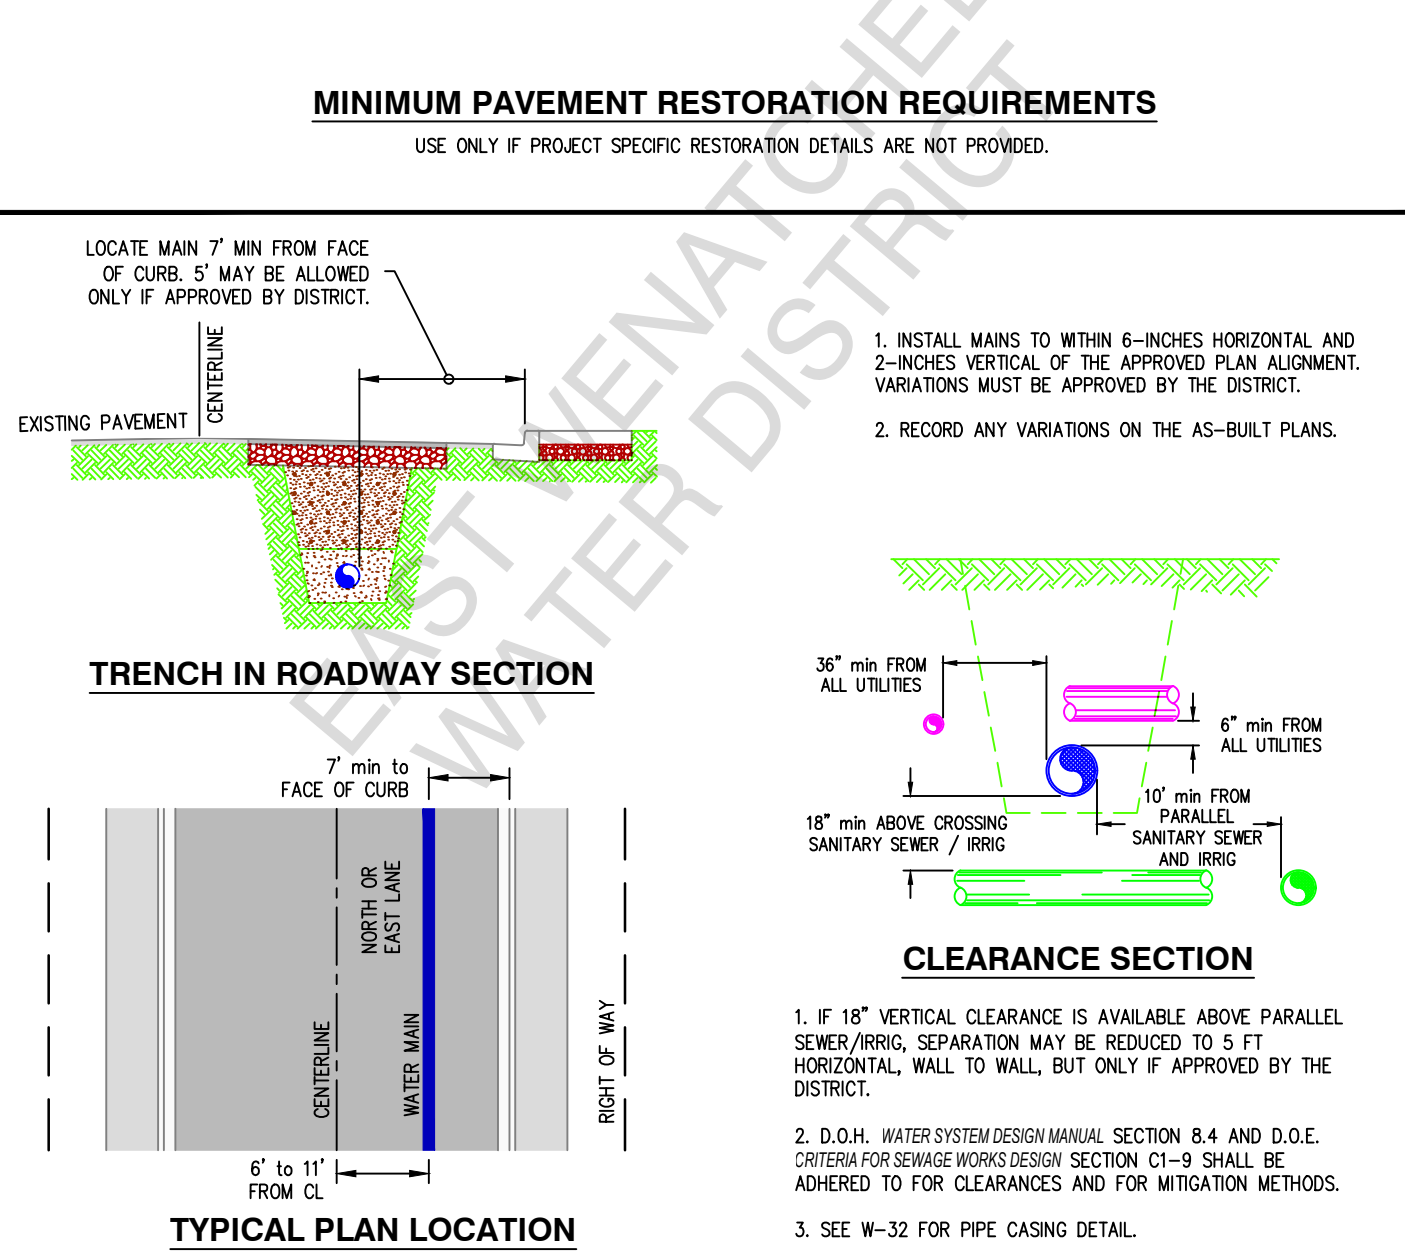 MINIMUM PAVEMENT RESTORATION REQUIREMENTS
USE ONLY IF PROJECT SPECIFIC RESTORATION DETAILS ARE NOT PROVIDED.
LOCATE MAIN 7' MIN FROM FACE
OF CURB. 5' MAY BE ALLOWED
ONLY IF APPROVED BY DISTRICT.
CENTERLINE
EXISTING PAVEMENT
TRENCH IN ROADWAY SECTION
1. INSTALL MAINS TO WITHIN 6-INCHES HORIZONTAL AND
2-INCHES VERTICAL OF THE APPROVED PLAN ALIGNMENT.
VARIATIONS MUST BE APPROVED BY THE DISTRICT.
2. RECORD ANY VARIATIONS ON THE AS-BUILT PLANS.
36" min FROM
ALL UTILITIES
6" min FROM
ALL UTILITIES
18" min ABOVE CROSSING
SANITARY SEWER / IRRIG
10' min FROM
PARALLEL
SANITARY SEWER
AND IRRIG
CLEARANCE SECTION
1. IF 18" VERTICAL CLEARANCE IS AVAILABLE ABOVE PARALLEL
SEWER/IRRIG, SEPARATION MAY BE REDUCED TO 5 FT
HORIZONTAL, WALL TO WALL, BUT ONLY IF APPROVED BY THE
DISTRICT.
2. D.O.H. WATER SYSTEM DESIGN MANUAL SECTION 8.4 AND D.O.E.
CRITERIA FOR SEWAGE WORKS DESIGN SECTION C1-9 SHALL BE
ADHERED TO FOR CLEARANCES AND FOR MITIGATION METHODS.
3. SEE W-32 FOR PIPE CASING DETAIL.
7' min to
FACE OF CURB
NORTH OR
EAST LANE
CENTERLINE
WATER MAIN
RIGHT OF WAY
6' to 11'
FROM CL
TYPICAL PLAN LOCATION
EAST WENATCHEE
WATER DISTRICT